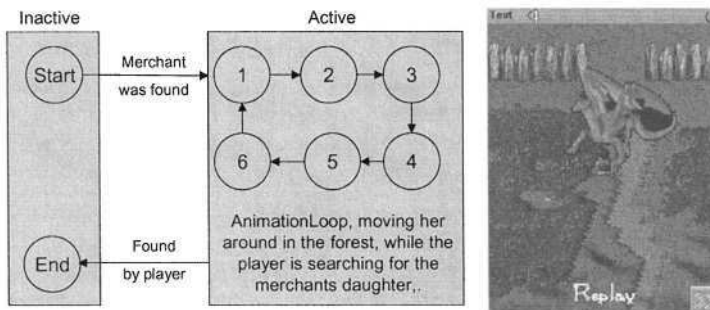 Inactive
Active
Start
Merchant
was found
1
2
3
6
5
4
AnimationLoop, moving her
around in the forest, while the
player is searching for the
merchants daughter,.
Found
by player
End
Text
Replay